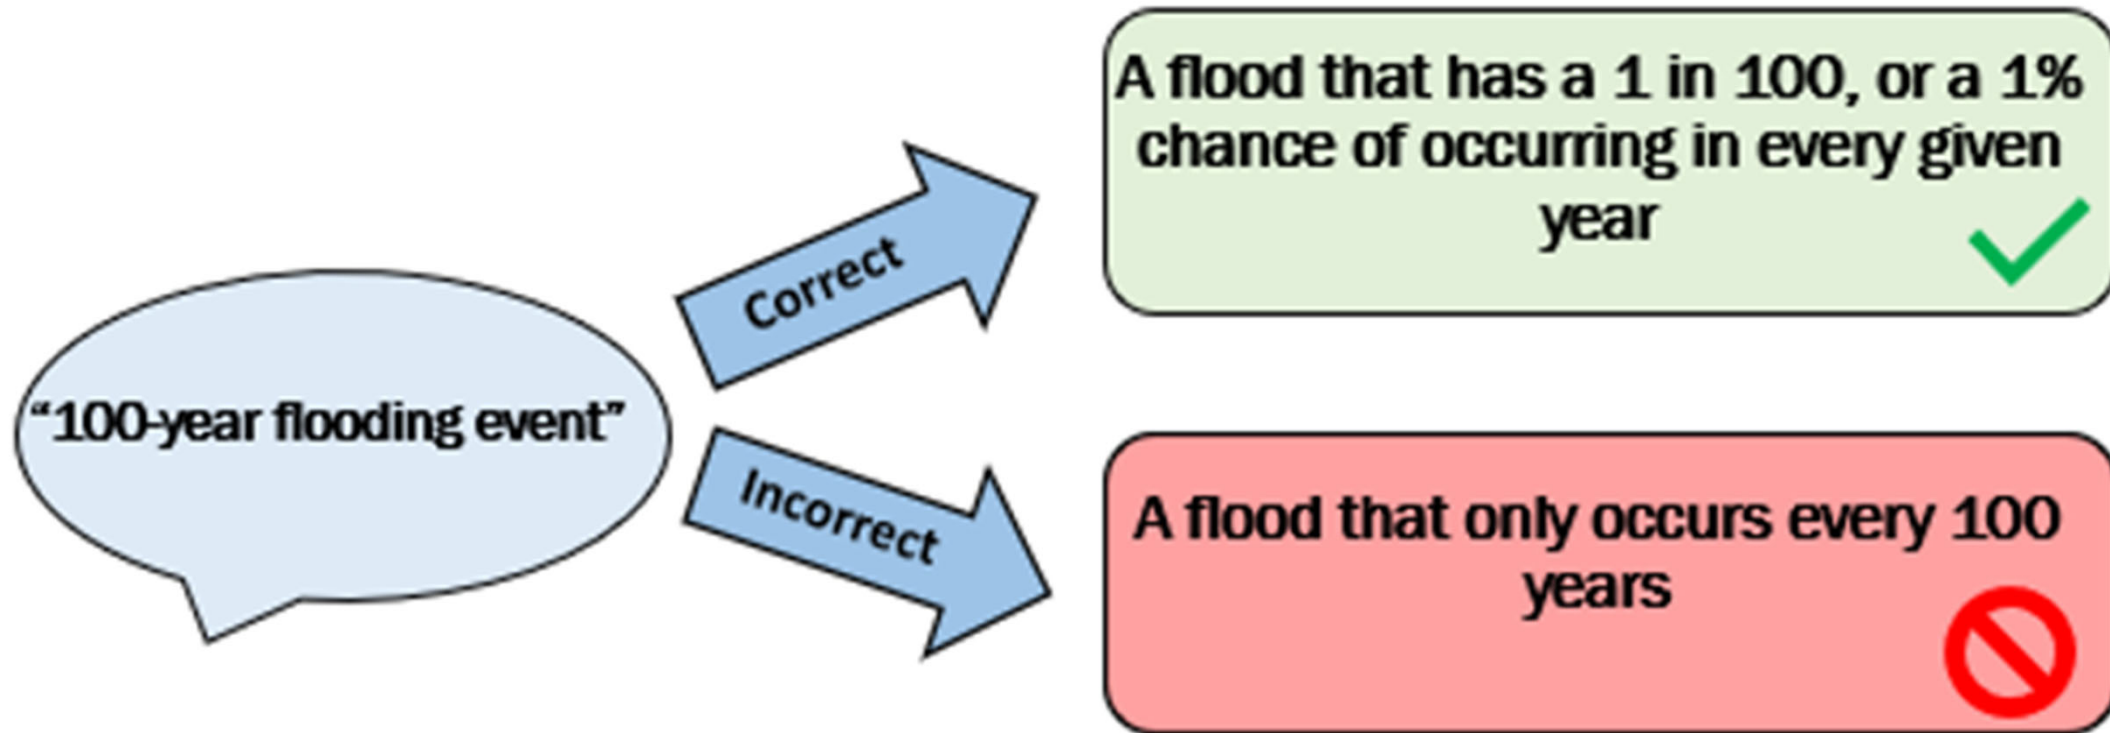 “100-year flooding event”
Correct
A flood that has a 1 in 100, or a 1%
chance of occurring in every given
year
Incorrect
A flood that only occurs every 100
years